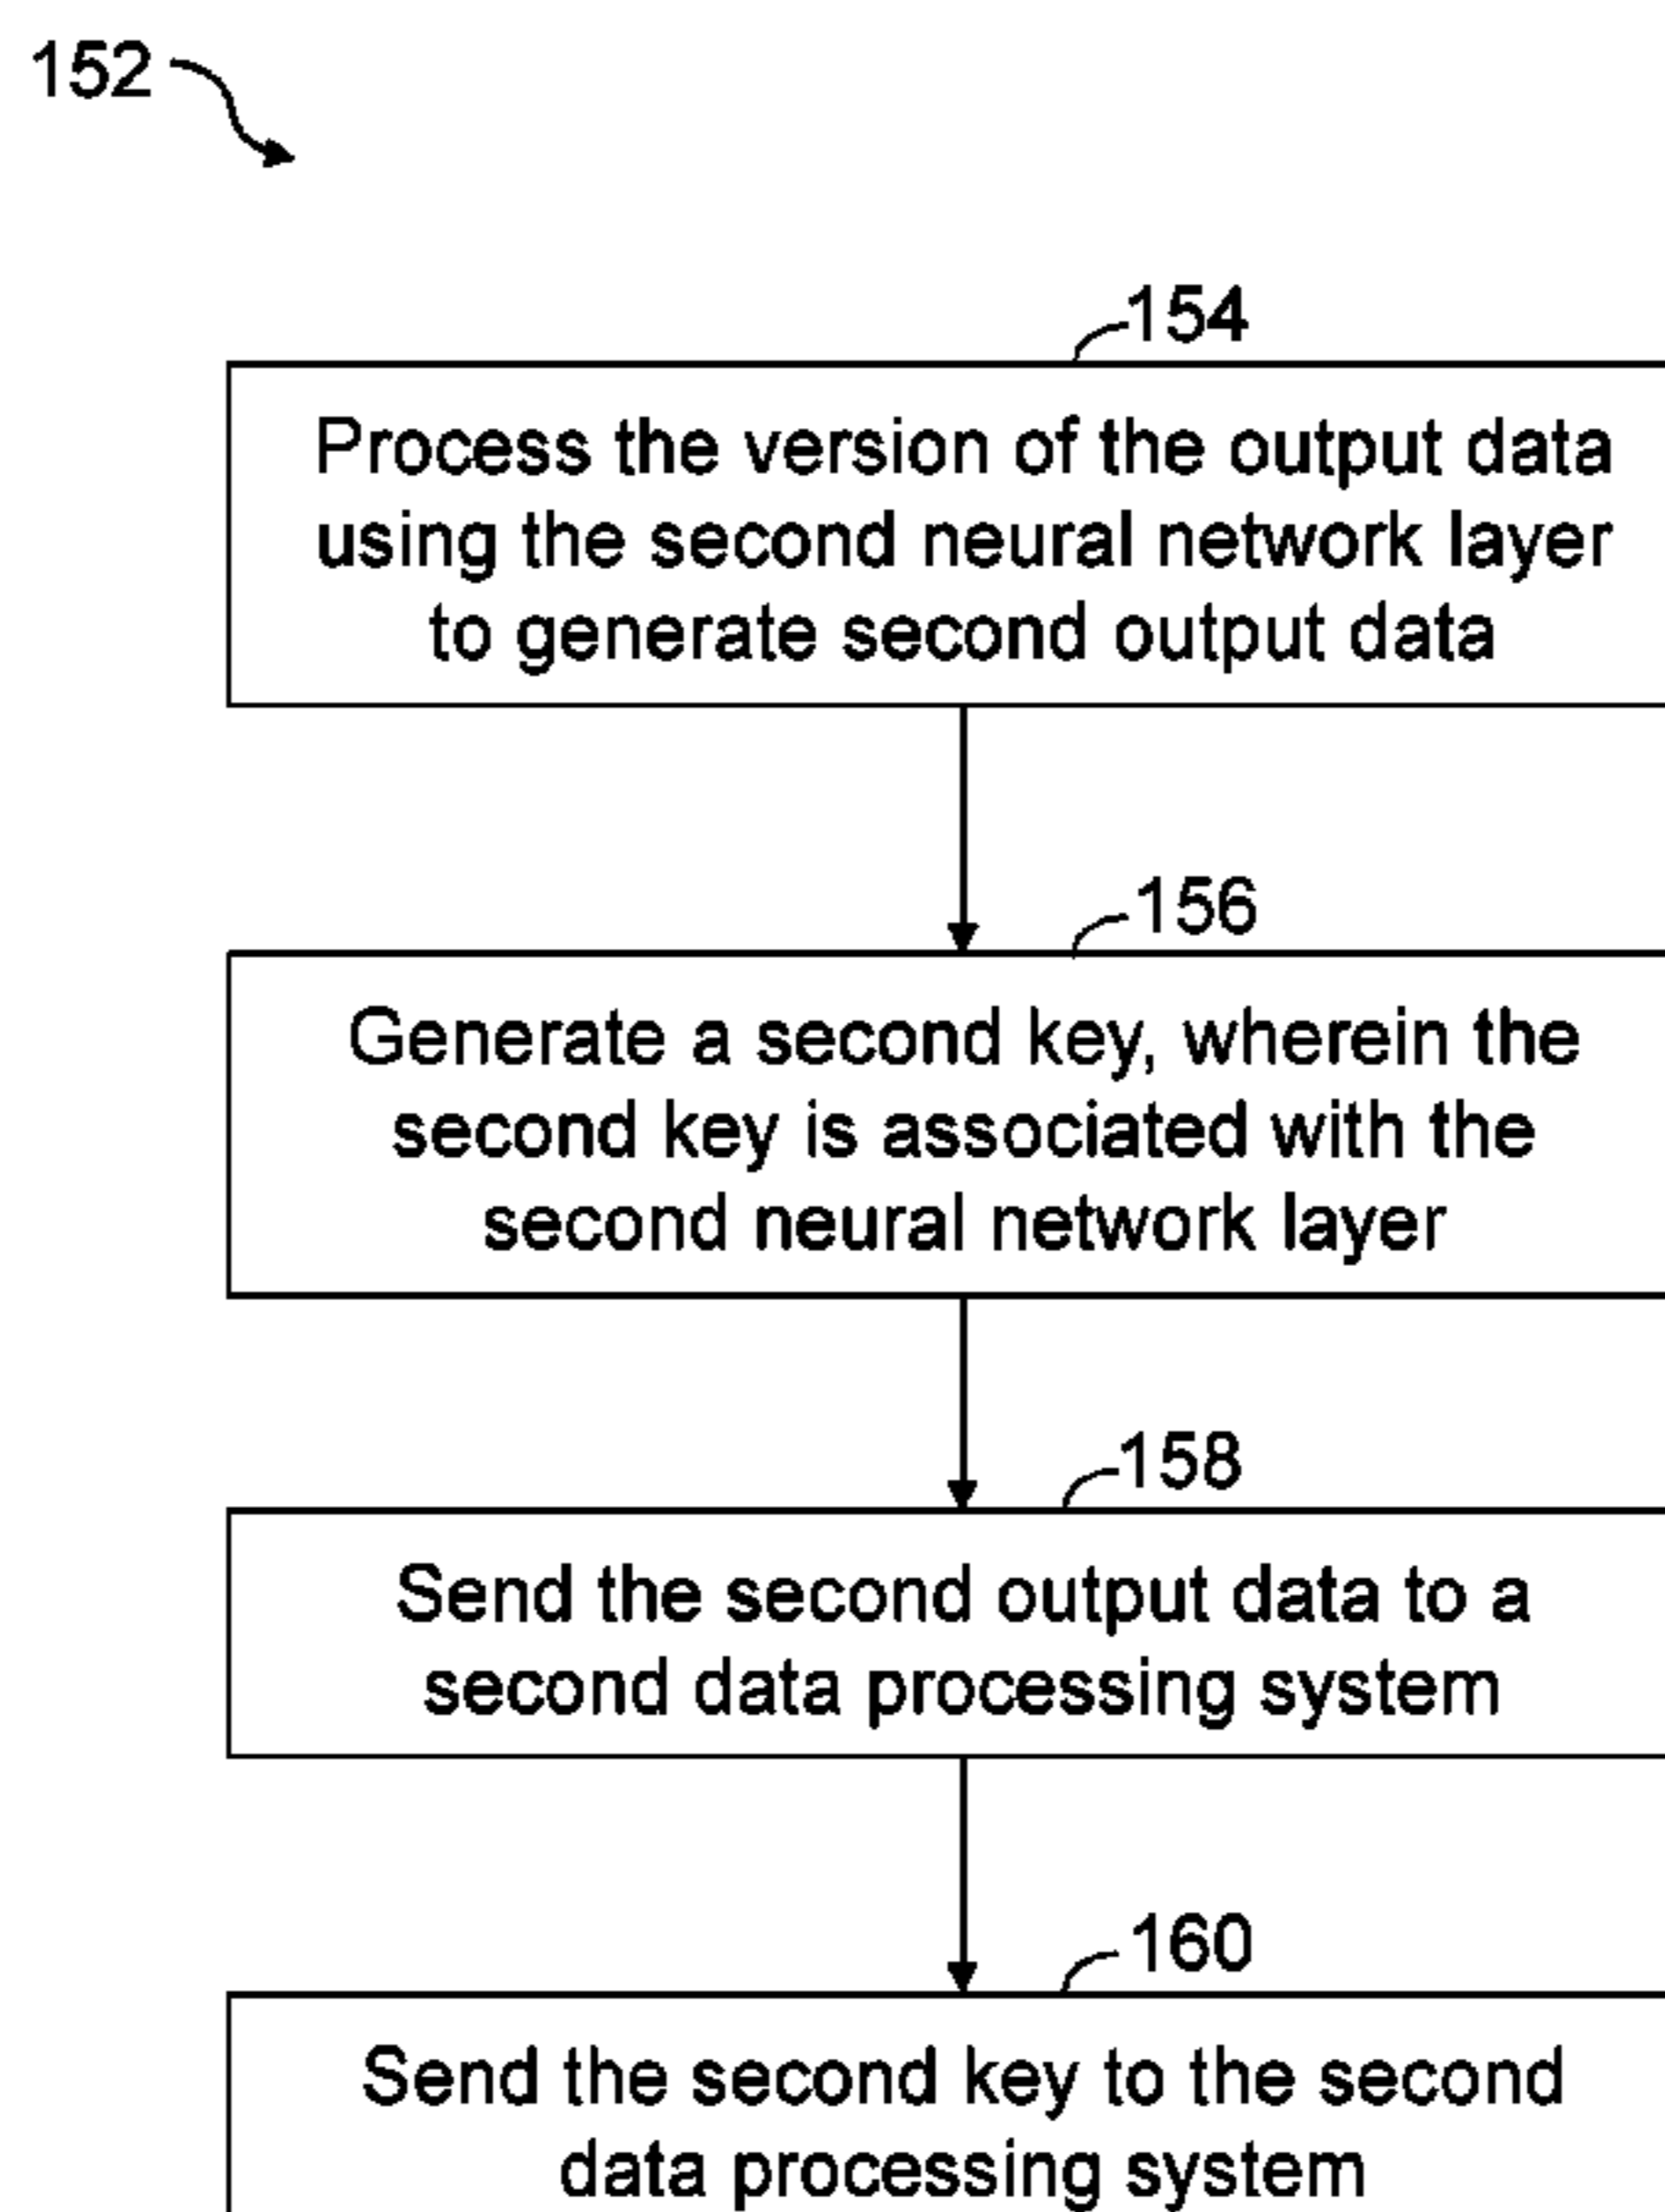 152
154
Process the version of the output data
using the second neural network layer
to generate second output data
156
Generate a second key, wherein the
second key is associated with the
second neural network layer
158
Send the second output data to a
second data processing system
160
Send the second key to the second
data processing system